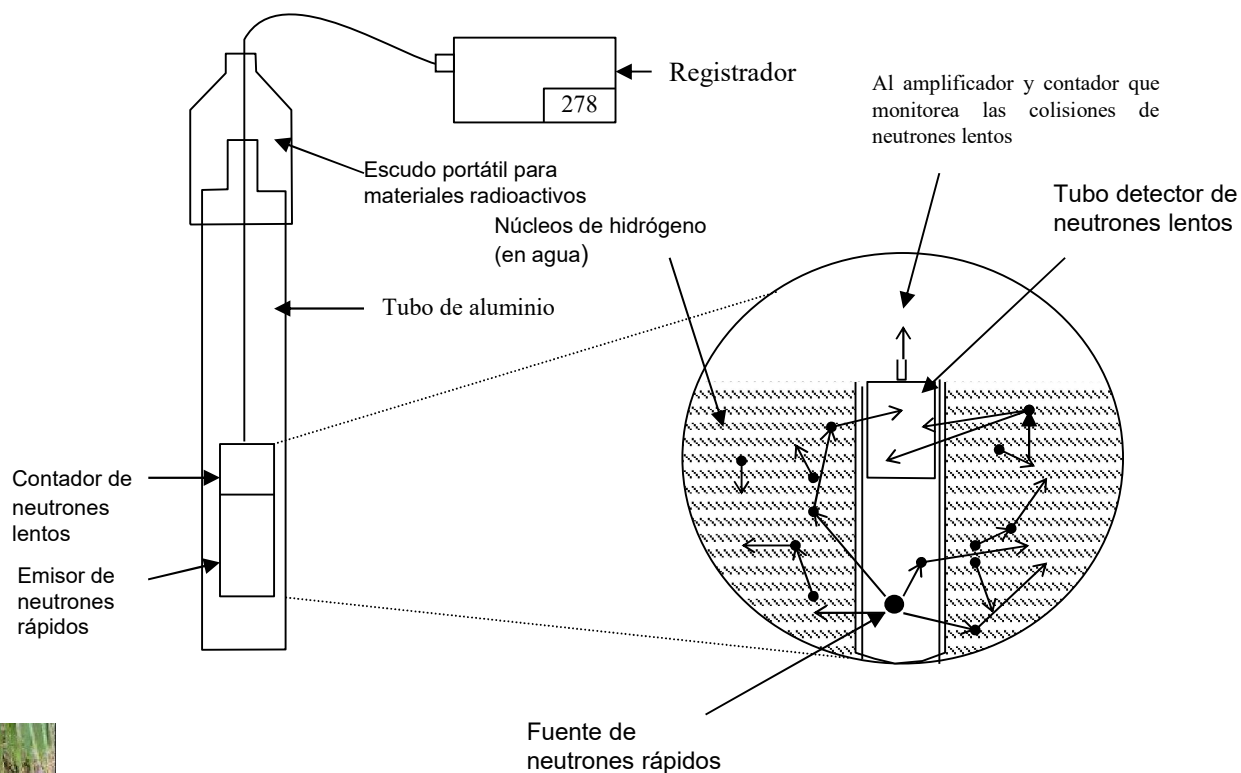 278
Registrador
Escudo portátil para
materiales radioactivos
Al amplificador y contador que
monitorea las colisiones de
neutrones lentos
Tubo detector de
neutrones lentos
Núcleos de hidrógeno
(en agua)
Tubo de aluminio
Contador de
neutrones
lentos
Emisor de
neutrones
rápidos
Fuente de
neutrones rápidos